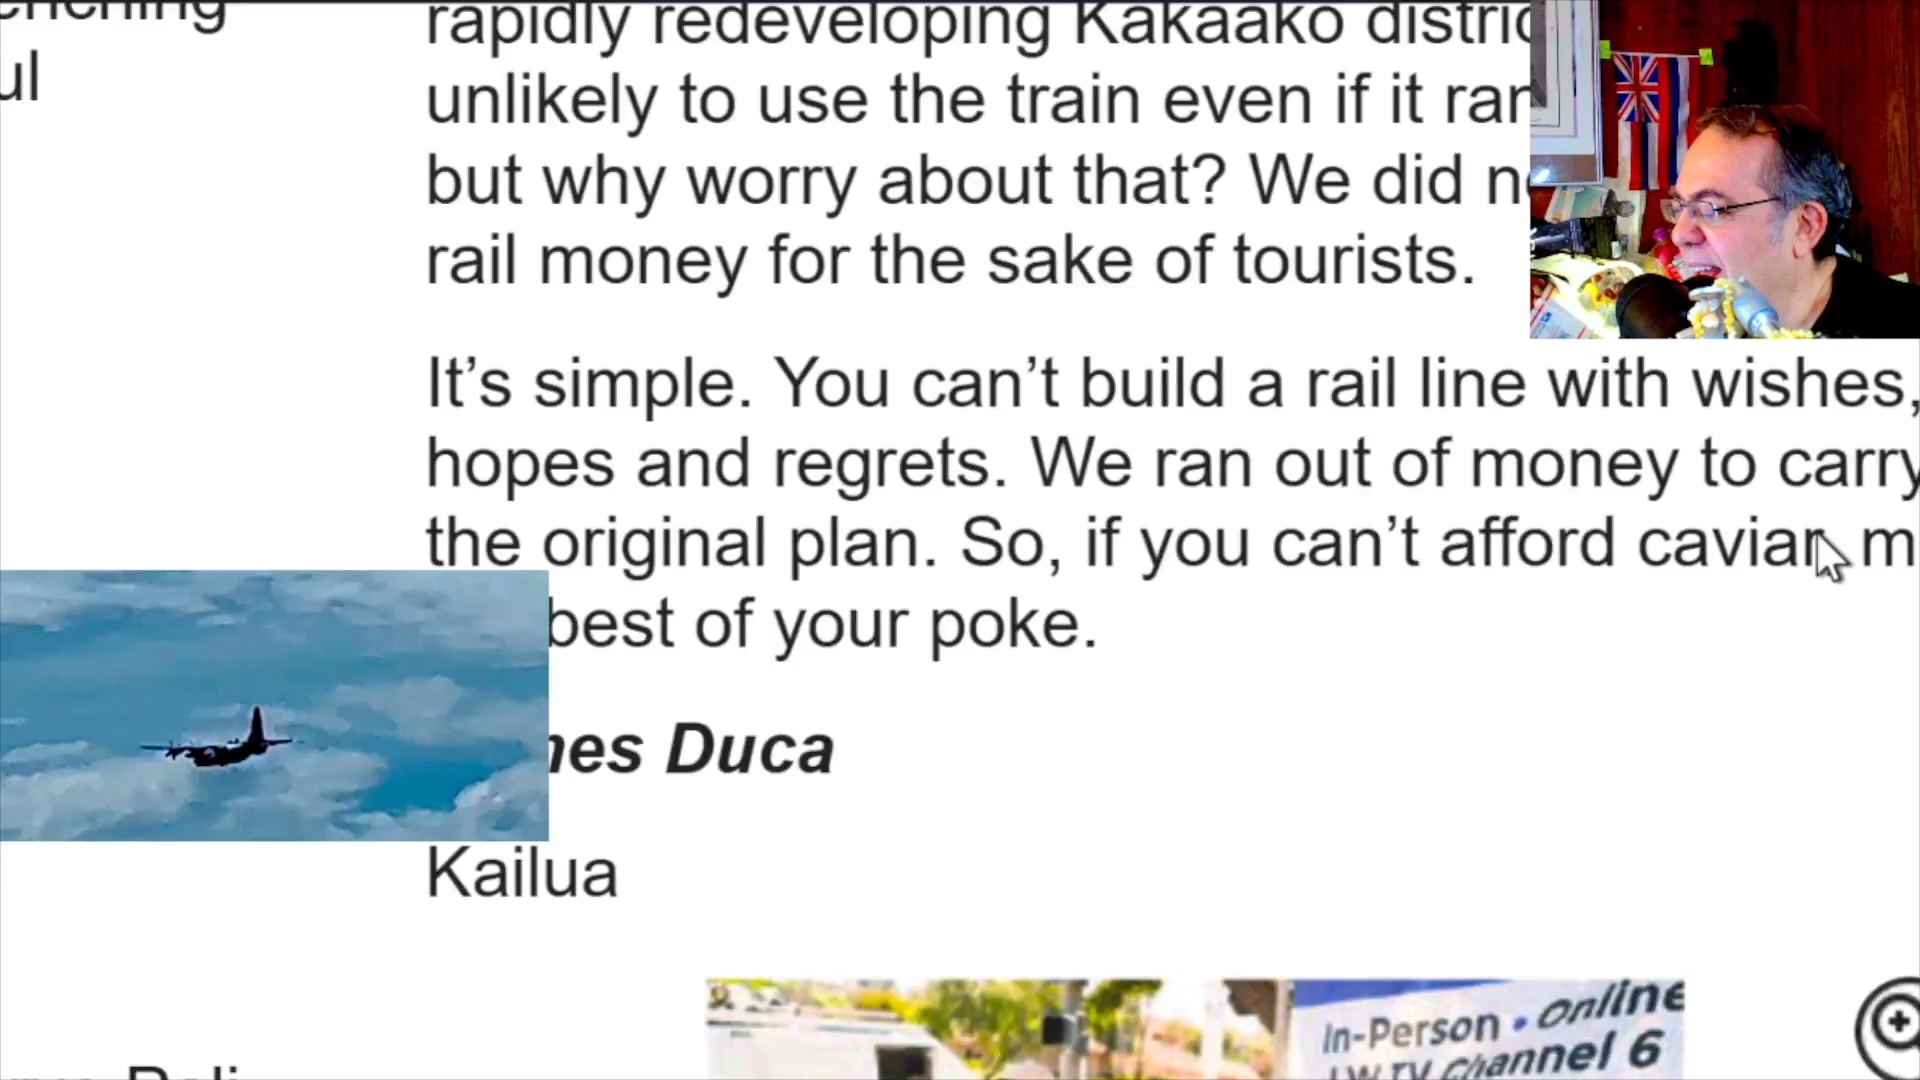 ul
rapidly redeveloping Kakaako
unlikely to use the train even if it
but why worry about that? We did
rail money for the sake of tourists.
It’s simple. You can’t build a rail line with wishes,
hopes and regrets. We ran out of money to carry
the original plan. So, if you can’t afford caviar, m
best of your poke.
nes Duca
Kailua
In-Person • Online
TV Channel 6